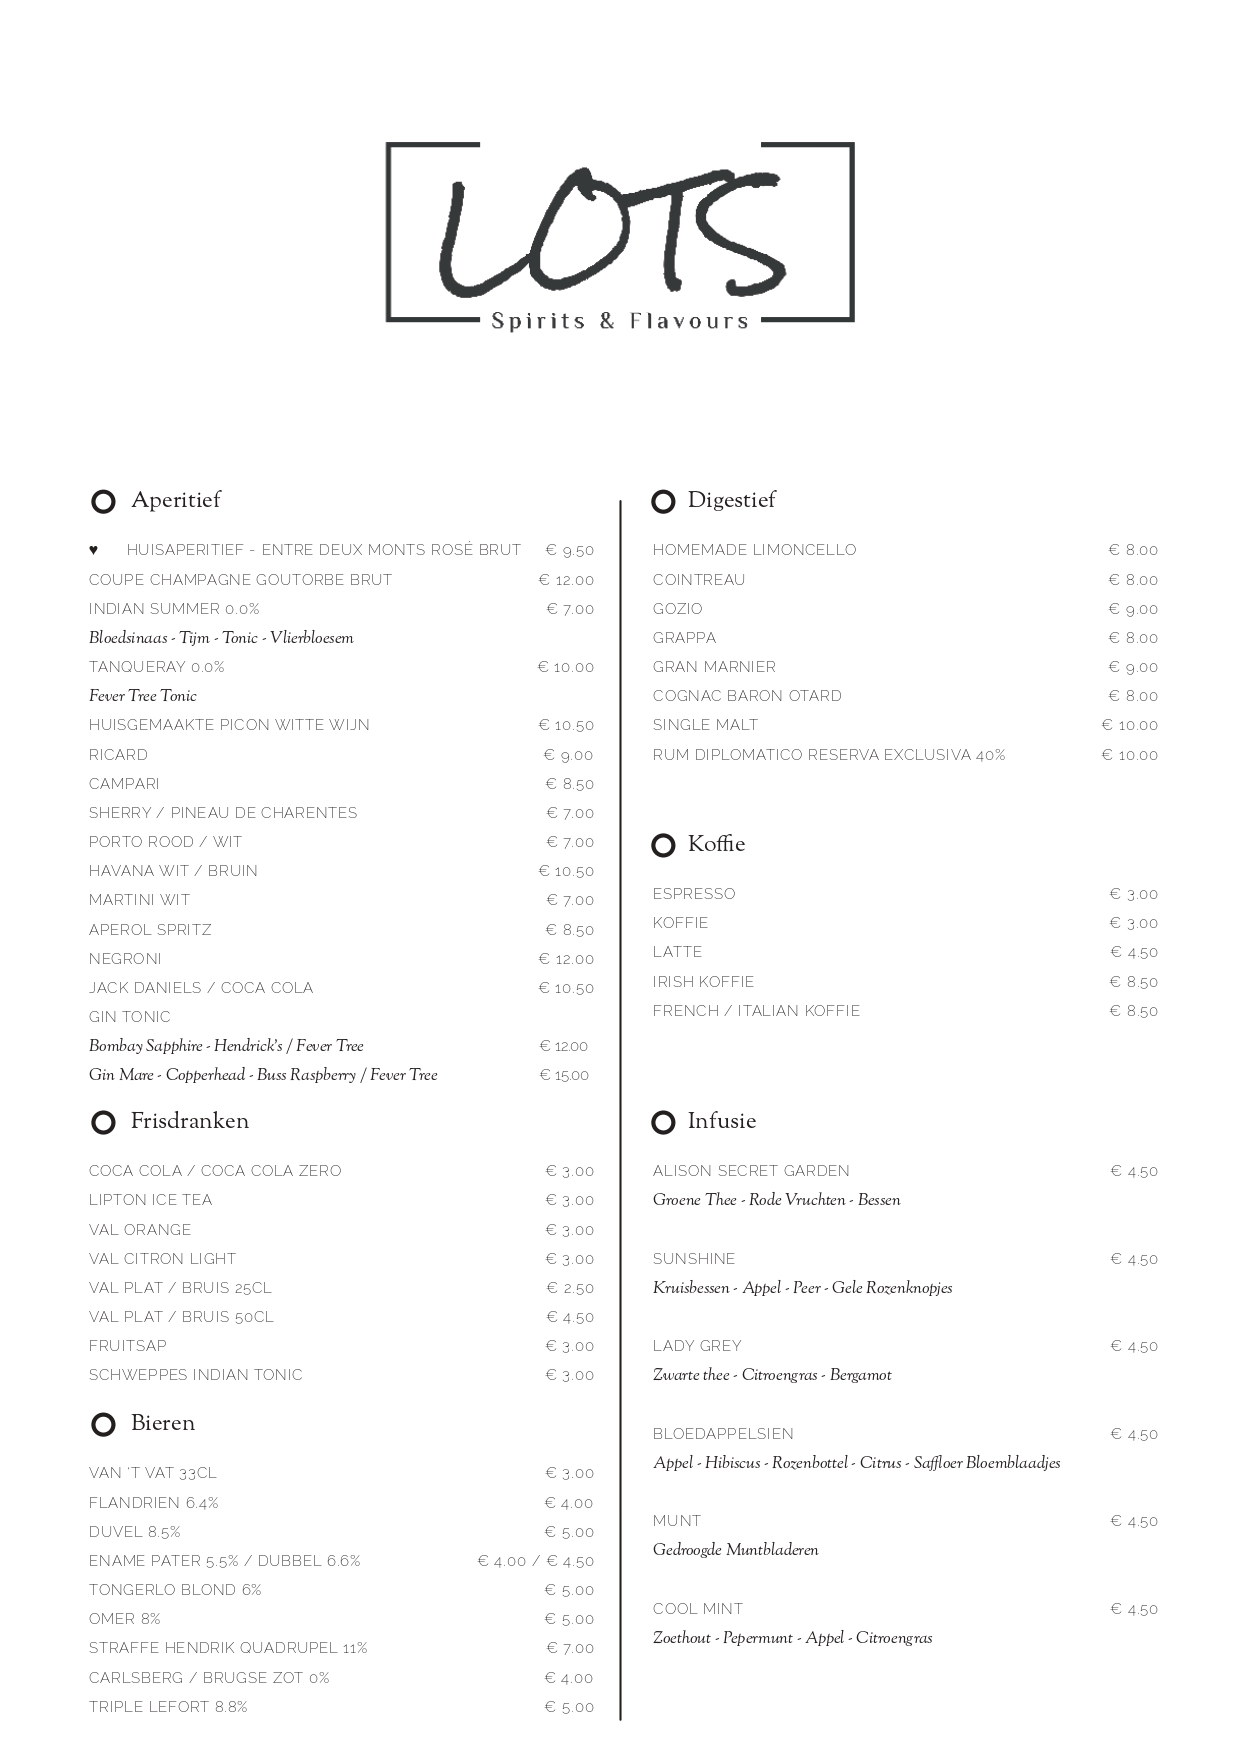 LOTS
Spirits & Flavours
Aperitief
♥ HUISAPERITIEF - ENTRE DEUX MONTS ROSÉ BRUT € 9.50
COUPE CHAMPAGNE GOUTORBE BRUT € 12.00
INDIAN SUMMER 0.0% € 7.00
Bloedsinaas - Tijm - Tonic - Vlierbloesem
TANQUERAY 0.0% € 10.00
Fever Tree Tonic
HUISGEMAAKTE PICON WITTE WIJN € 10.50
RICARD € 9.00
CAMPARI € 8.50
SHERRY / PINEAU DE CHARENTES € 7.00
PORTO ROOD / WIT € 7.00
HAVANA WIT / BRUIN € 10.50
MARTINI WIT € 7.00
APEROL SPRITZ € 8.50
NEGRONI € 12.00
JACK DANIELS / COCA COLA € 10.50
GIN TONIC
Bombay Sapphire - Hendrick's / Fever Tree € 12.00
Gin Mare - Copperhead - Buss Raspberry / Fever Tree € 15.00
Frisdranken
COCA COLA / COCA COLA ZERO € 3.00
LIPTON ICE TEA € 3.00
VAL ORANGE € 3.00
VAL CITRON LIGHT € 3.00
VAL PLAT / BRUIS 25CL € 2.50
VAL PLAT / BRUIS 50CL € 4.50
FRUITSAP € 3.00
SCHWEPPES INDIAN TONIC € 3.00
Bieren
VAN 'T VAT 33CL € 3.00
FLANDRIEN 6.4% € 4.00
DUVEL 8.5% € 5.00
ENAME PATER 5.5% / DUBBEL 6.6% € 4.00 / € 4.50
TONGERLO BLOND 6% € 5.00
OMER 8% € 5.00
STRAFFE HENDRIK QUADRUPEL 11% € 7.00
CARLSBERG / BRUGSE ZOT 0% € 4.00
TRIPLE LEFORT 8.8% € 5.00
Digestief
HOMEMADE LIMONCELLO € 8.00
COINTREAU € 8.00
GOZIO € 9.00
GRAPPA € 8.00
GRAN MARNIER € 9.00
COGNAC BARON OTARD € 8.00
SINGLE MALT € 10.00
RUM DIPLOMATICO RESERVA EXCLUSIVA 40% € 10.00
Koffie
ESPRESSO € 3.00
KOFFIE € 3.00
LATTE € 4.50
IRISH KOFFIE € 8.50
FRENCH / ITALIAN KOFFIE € 8.50
Infusie
ALISON SECRET GARDEN € 4.50
Groene Thee - Rode Vruchten - Bessen
SUNSHINE € 4.50
Kruisbessen - Appel - Peer - Gele Rozenknopjes
LADY GREY € 4.50
Zwarte thee - Citroengras - Bergamot
BLOEDAPPELSIEN € 4.50
Appel - Hibiscus - Rozenbottel - Citrus - Saffloer Bloemblaadjes
MUNT € 4.50
Gedroogde Muntbladeren
COOL MINT € 4.50
Zoethout - Pepermunt - Appel - Citroengras